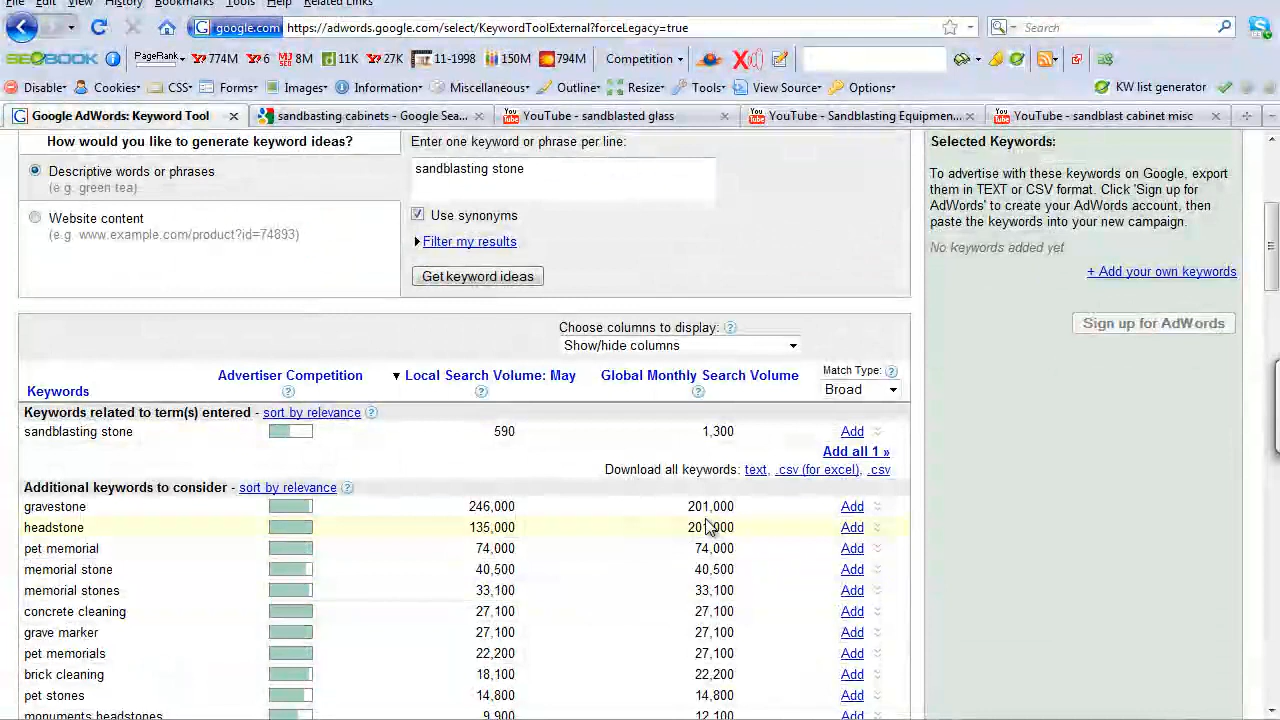 File Edit View History Bookmarks Tools Help Related Links
G google.com https://adwords.google.com/select/KeywordToolExternal?forceLegacy=true Search
SEOBOOK PageRank 774M 6 8M 11K 27K 11-1998 150M 794M Competition
Disable Cookies CSS Forms Images Information Miscellaneous Outline Resize Tools View Source Options KW list generator
Google AdWords: Keyword Tool sandbasting cabinets - Google Sea... YouTube - sandblasted glass YouTube - Sandblasting Equipmen... YouTube - sandblast cabinet misc
How would you like to generate keyword ideas?
Descriptive words or phrases
(e.g. green tea)
Website content
(e.g. www.example.com/product?id=74893)
Enter one keyword or phrase per line:
sandblasting stone
Use synonyms
Filter my results
Get keyword ideas
Selected Keywords:
To advertise with these keywords on Google, export
them in TEXT or CSV format. Click 'Sign up for
AdWords' to create your AdWords account, then
paste the keywords into your new campaign.
No keywords added yet
+ Add your own keywords
Sign up for AdWords
Choose columns to display: ?
Show/hide columns
Keywords Advertiser Competition ? Local Search Volume: May ? Global Monthly Search Volume ? Match Type: ? Broad
Keywords related to term(s) entered - sort by relevance ?
sandblasting stone 590 1,300 Add
Add all 1 »
Download all keywords: text, .csv (for excel), .csv
Additional keywords to consider - sort by relevance ?
gravestone 246,000 201,000 Add
headstone 135,000 Add
pet memorial 74,000 74,000 Add
memorial stone 40,500 40,500 Add
memorial stones 33,100 33,100 Add
concrete cleaning 27,100 27,100 Add
grave marker 27,100 27,100 Add
pet memorials 22,200 27,100 Add
brick cleaning 18,100 22,200 Add
pet stones 14,800 14,800 Add
monuments headstones 9,900 12,100 Add